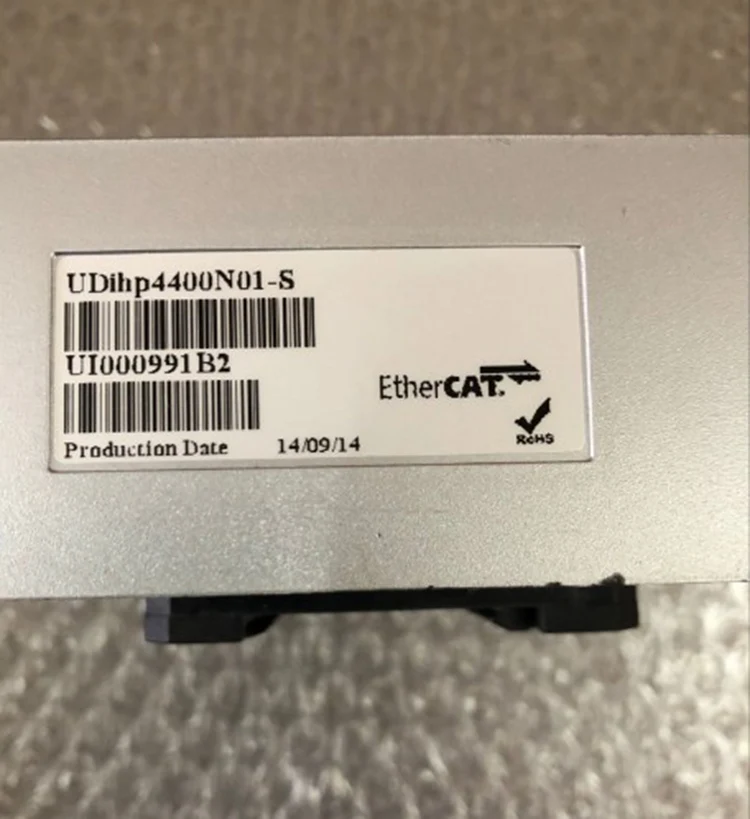 UDihp4400N01-S
UI000991B2
EtherCAT.
RoHS
Production Date 14/09/14